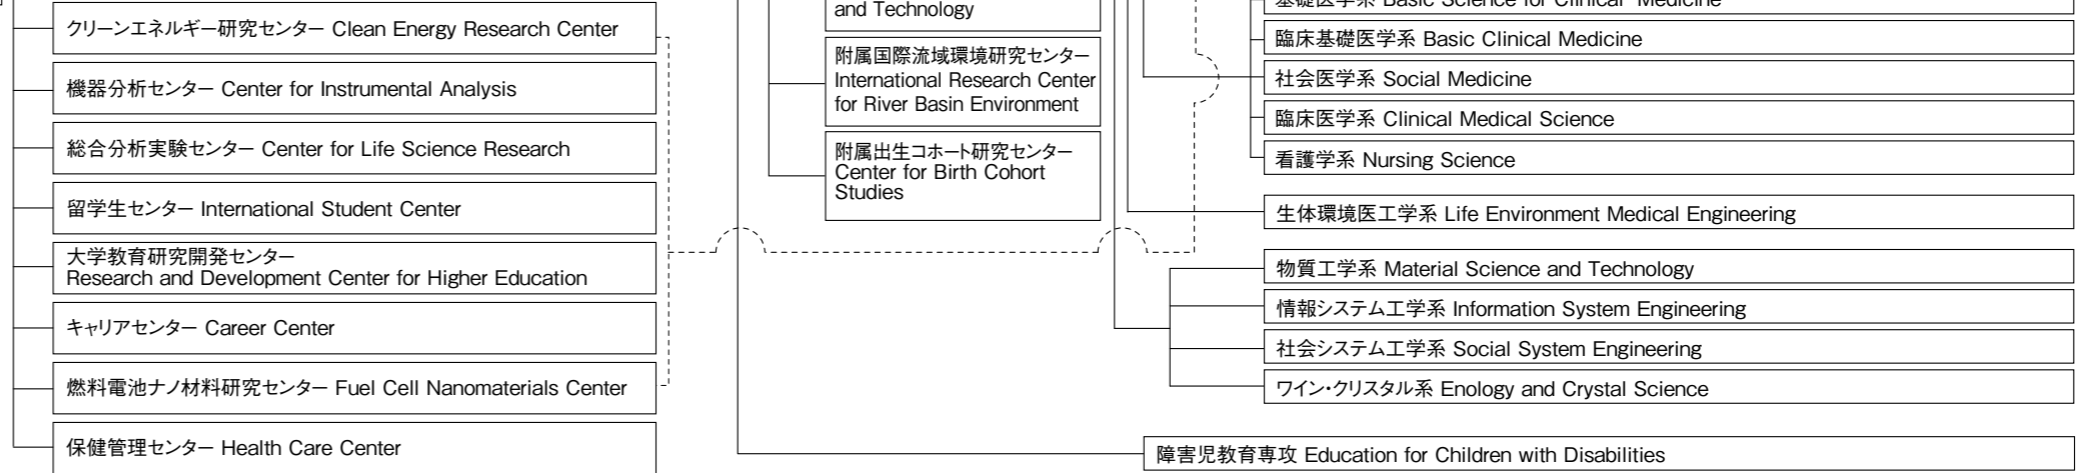 クリーンエネルギー研究センター Clean Energy Research Center
機器分析センター Center for Instrumental Analysis
総合分析実験センター Center for Life Science Research
留学生センター International Student Center
大学教育研究開発センター
Research and Development Center for Higher Education
キャリアセンター Career Center
燃料電池ナノ材料研究センター Fuel Cell Nanomaterials Center
保健管理センター Health Care Center
and Technology
附属国際流域環境研究センター
International Research Center
for River Basin Environment
附属出生コホート研究センター
Center for Birth Cohort
Studies
基礎医学系 Basic Science for Clinical Medicine
臨床基礎医学系 Basic Clinical Medicine
社会医学系 Social Medicine
臨床医学系 Clinical Medical Science
看護学系 Nursing Science
生体環境医工学系 Life Environment Medical Engineering
物質工学系 Material Science and Technology
情報システム工学系 Information System Engineering
社会システム工学系 Social System Engineering
ワイン・クリスタル系 Enology and Crystal Science
障害児教育専攻 Education for Children with Disabilities